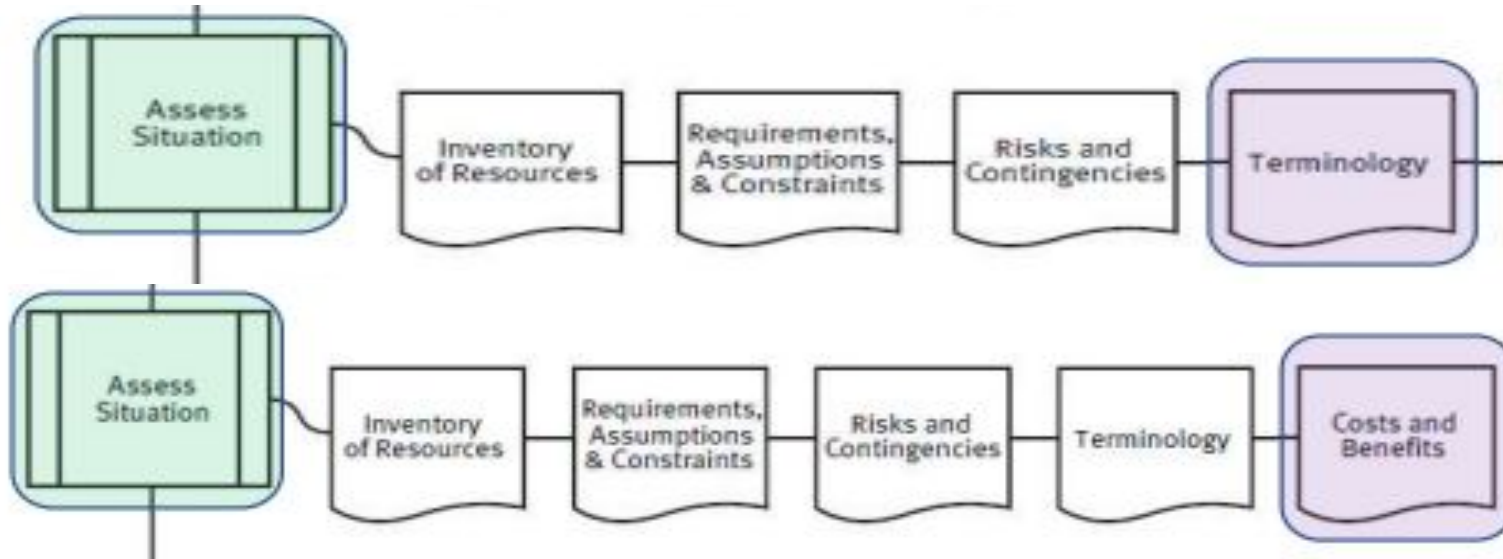 Assess
Situation
Inventory
of Resources
Requirements,
Assumptions
& Constraints
Risks and
Contingencies
Terminology
Assess
Situation
Inventory
of Resources
Requirements,
Assumptions
& Constraints
Risks and
Contingencies
Terminology
Costs and
Benefits